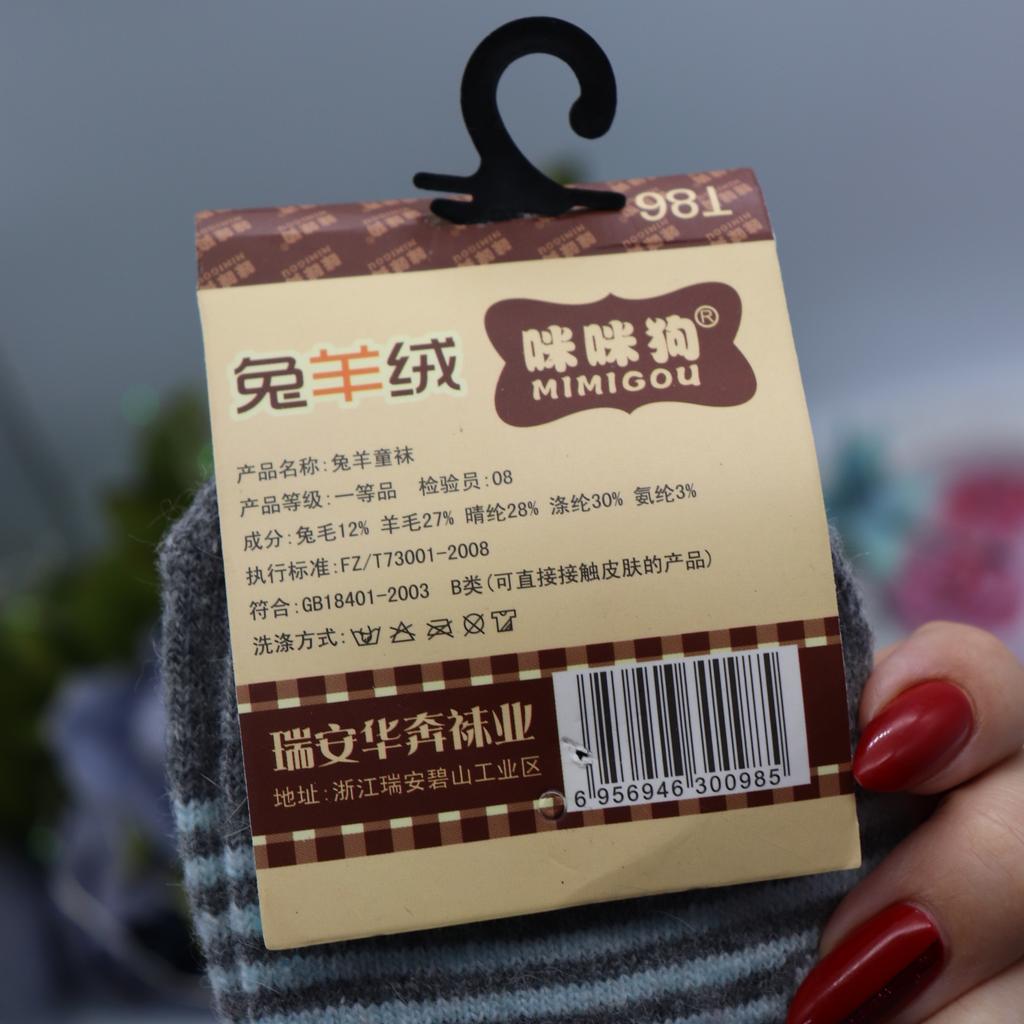 T86
兔羊绒
咪咪狗®
MIMIGOU
产品名称:兔羊童袜
产品等级:一等品 检验员:08
成分:兔毛12% 羊毛27% 晴纶28% 涤纶30% 氨纶3%
执行标准:FZ/T73001-2008
符合:GB18401-2003 B类(可直接接触皮肤的产品)
洗涤方式:
瑞安华奔袜业
地址:浙江瑞安碧山工业区
6 956946 300985